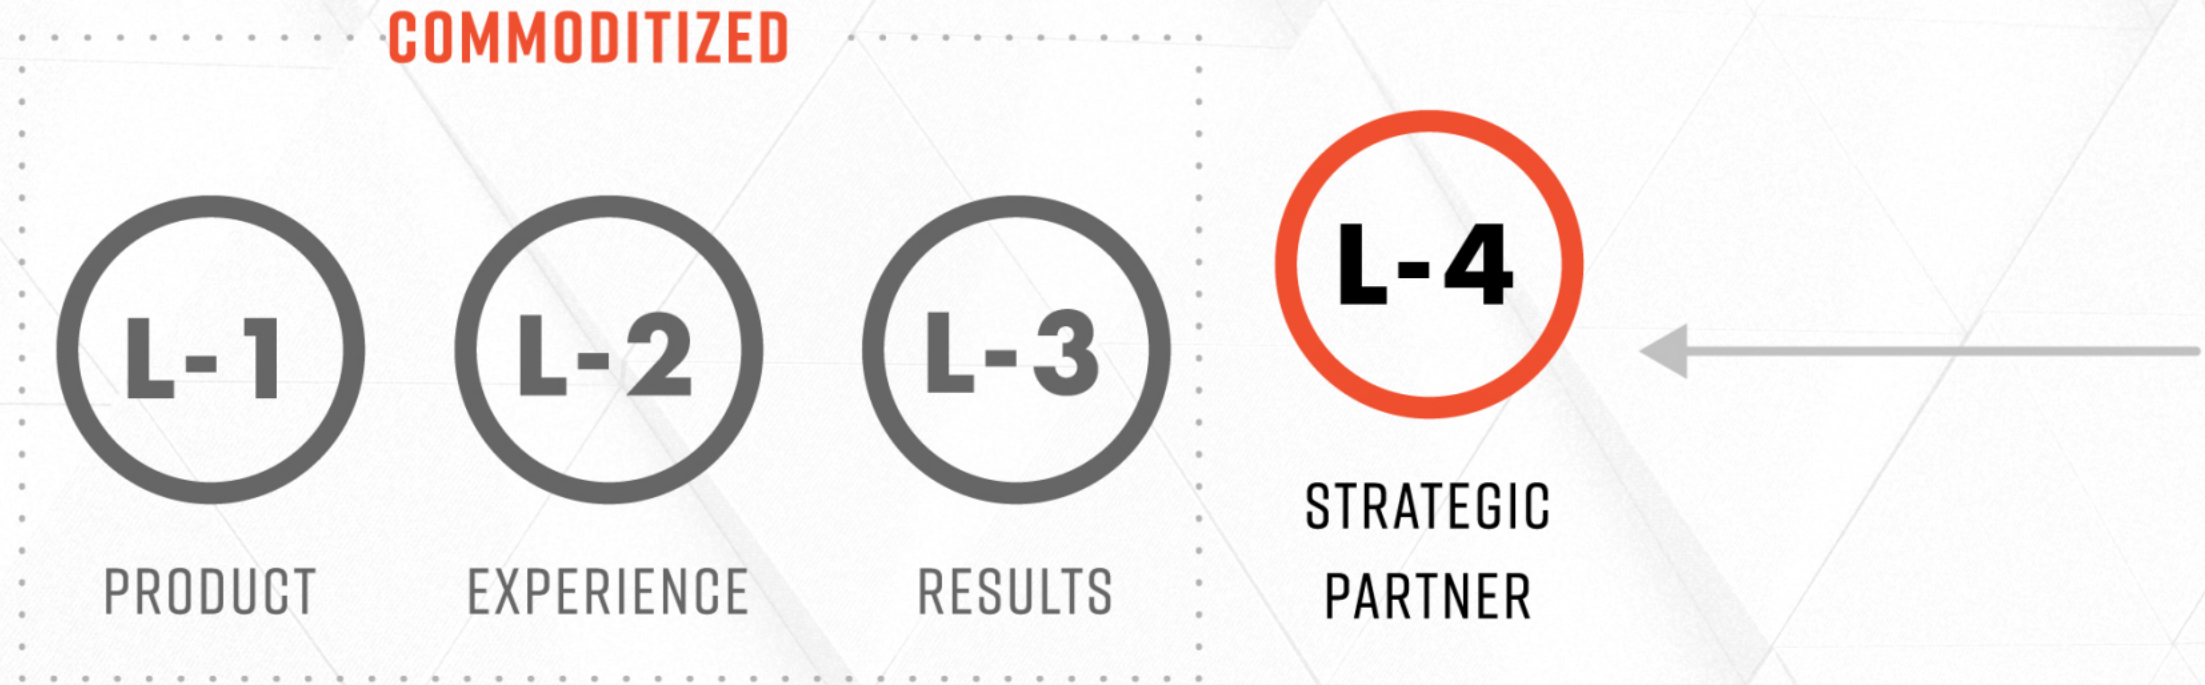 COMMODITIZED
L-1
L-2
L-3
L-4
PRODUCT
EXPERIENCE
RESULTS
STRATEGIC
PARTNER